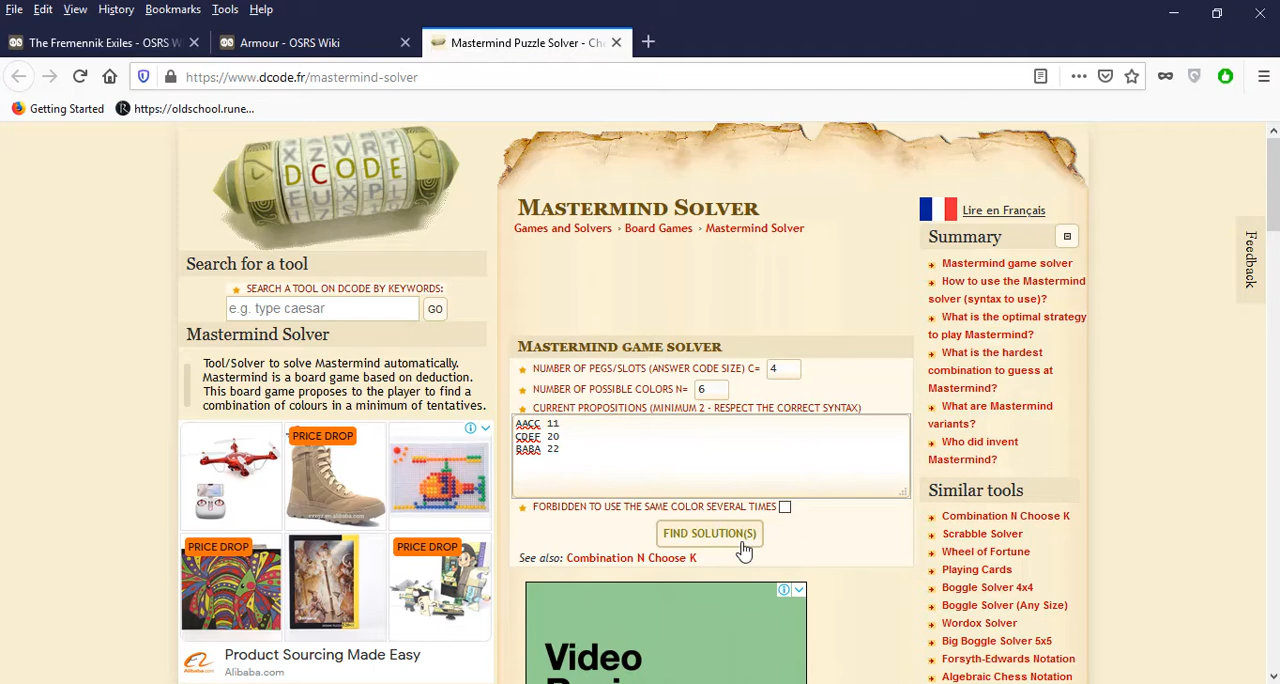 File Edit View History Bookmarks Tools Help
The Fremennik Exiles - OSRS W
Armour - OSRS Wiki
Mastermind Puzzle Solver - Che
https://www.dcode.fr/mastermind-solver
Getting Started
https://oldschool.rune...
DCODE
Search for a tool
SEARCH A TOOL ON DCODE BY KEYWORDS:
e.g. type caesar
GO
Mastermind Solver
Tool/Solver to solve Mastermind automatically.
Mastermind is a board game based on deduction.
This board game proposes to the player to find a
combination of colours in a minimum of tentatives.
PRICE DROP
PRICE DROP
PRICE DROP
Product Sourcing Made Easy
Alibaba.com
Alibaba.com
MASTERMIND SOLVER
Games and Solvers › Board Games › Mastermind Solver
MASTERMIND GAME SOLVER
NUMBER OF PEGS/SLOTS (ANSWER CODE SIZE) C= 4
NUMBER OF POSSIBLE COLORS N= 6
CURRENT PROPOSITIONS (MINIMUM 2 - RESPECT THE CORRECT SYNTAX)
AACC 11
CDEF 20
BABA 22
FORBIDDEN TO USE THE SAME COLOR SEVERAL TIMES
FIND SOLUTION(S)
See also: Combination N Choose K
Video
Lire en Français
Summary
Mastermind game solver
How to use the Mastermind
solver (syntax to use)?
What is the optimal strategy
to play Mastermind?
What is the hardest
combination to guess at
Mastermind?
What are Mastermind
variants?
Who did invent
Mastermind?
Similar tools
Combination N Choose K
Scrabble Solver
Wheel of Fortune
Playing Cards
Boggle Solver 4x4
Boggle Solver (Any Size)
Wordox Solver
Big Boggle Solver 5x5
Forsyth-Edwards Notation
Algebraic Chess Notation
Feedback